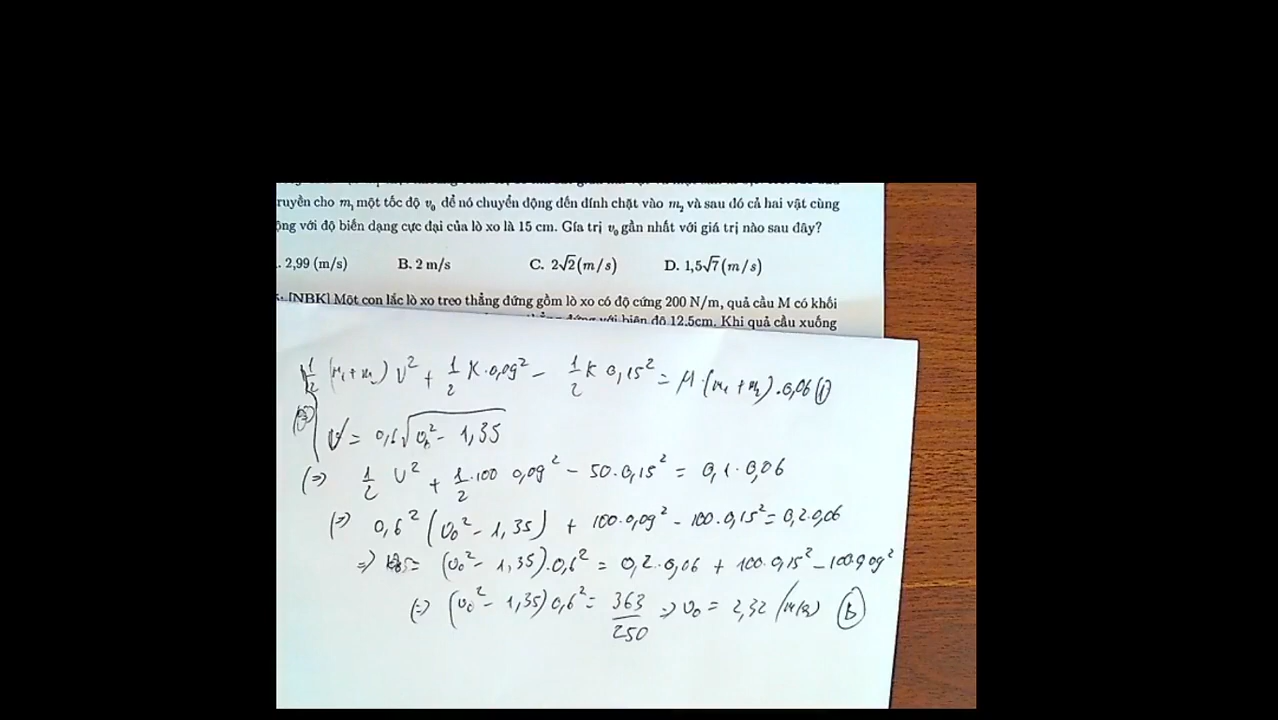 truyền cho m₁ một tốc độ v₀ để nó chuyển động đến dính chặt vào m₂ và sau đó cả hai vật cùng
ộng với độ biến dạng cực đại của lò xo là 15 cm. Gía trị v₀ gần nhất với giá trị nào sau đây?
. 2,99 (m/s) B. 2 m/s C. 2√2(m/s) D. 1,5√7(m/s)
[NBK] Một con lắc lò xo treo thẳng đứng gồm lò xo có độ cứng 200 N/m, quả cầu M có khối
với biên độ 12.5cm. Khi quả cầu xuống
1/2 (m₁ + m₂) v² + 1/2 K·0,09² − 1/2 K 0,15² = μ·(m₁ + m₂)·0,06 (1)
v = 0,6√(v₀² − 1,35)
(=) 1/2 v² + 1/2·100 0,09² − 50·0,15² = 0,1·0,06
(=) 0,6² (v₀² − 1,35) + 100·0,09² − 100·0,15² = 0,2·0,06
=) (v₀² − 1,35)·0,6² = 0,2·0,06 + 100·0,15² − 100·0,09²
(=) (v₀² − 1,35) 0,6² = 363/250 => v₀ = 2,32 (m/s) (b)